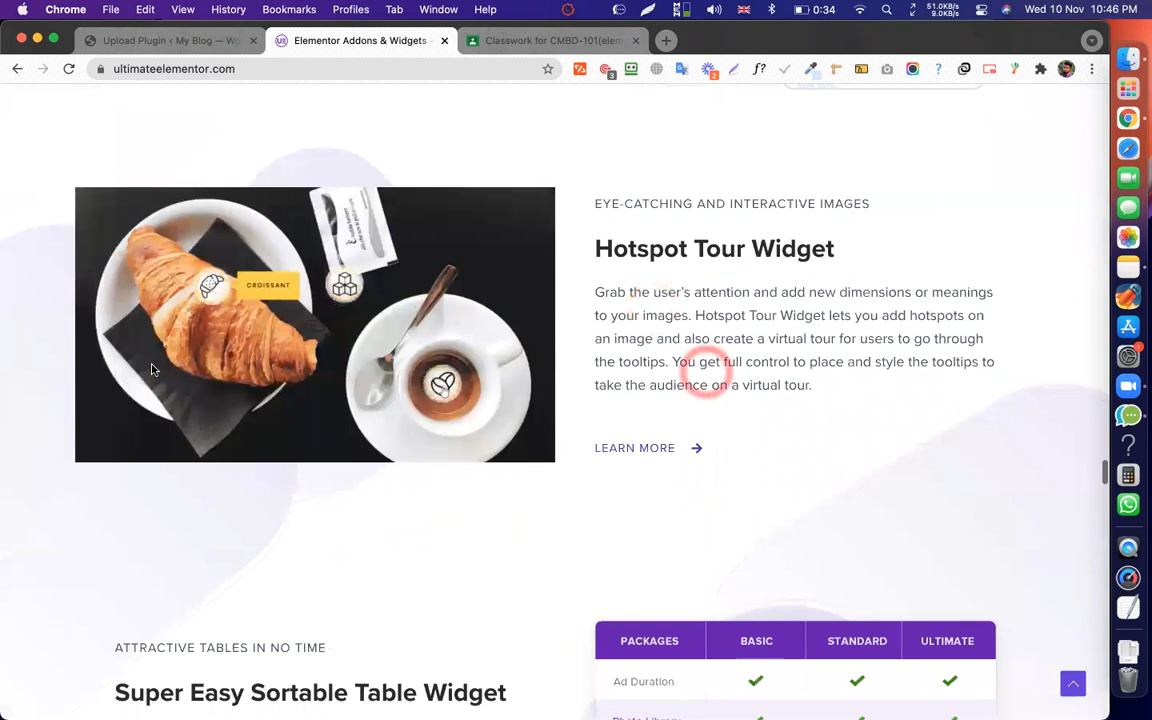 Chrome File Edit View History Bookmarks Profiles Tab Window Help 0:34 51.0KB/s 9.0KB/s Wed 10 Nov 10:46 PM
Upload Plugin ‹ My Blog — Wo
Elementor Addons & Widgets -
Classwork for CMBD-101(elem
ultimateelementor.com
EYE-CATCHING AND INTERACTIVE IMAGES
Hotspot Tour Widget
CROISSANT
Grab the user's attention and add new dimensions or meanings
to your images. Hotspot Tour Widget lets you add hotspots on
an image and also create a virtual tour for users to go through
the tooltips. You get full control to place and style the tooltips to
take the audience on a virtual tour.
LEARN MORE →
ATTRACTIVE TABLES IN NO TIME
Super Easy Sortable Table Widget
PACKAGES BASIC STANDARD ULTIMATE
Ad Duration